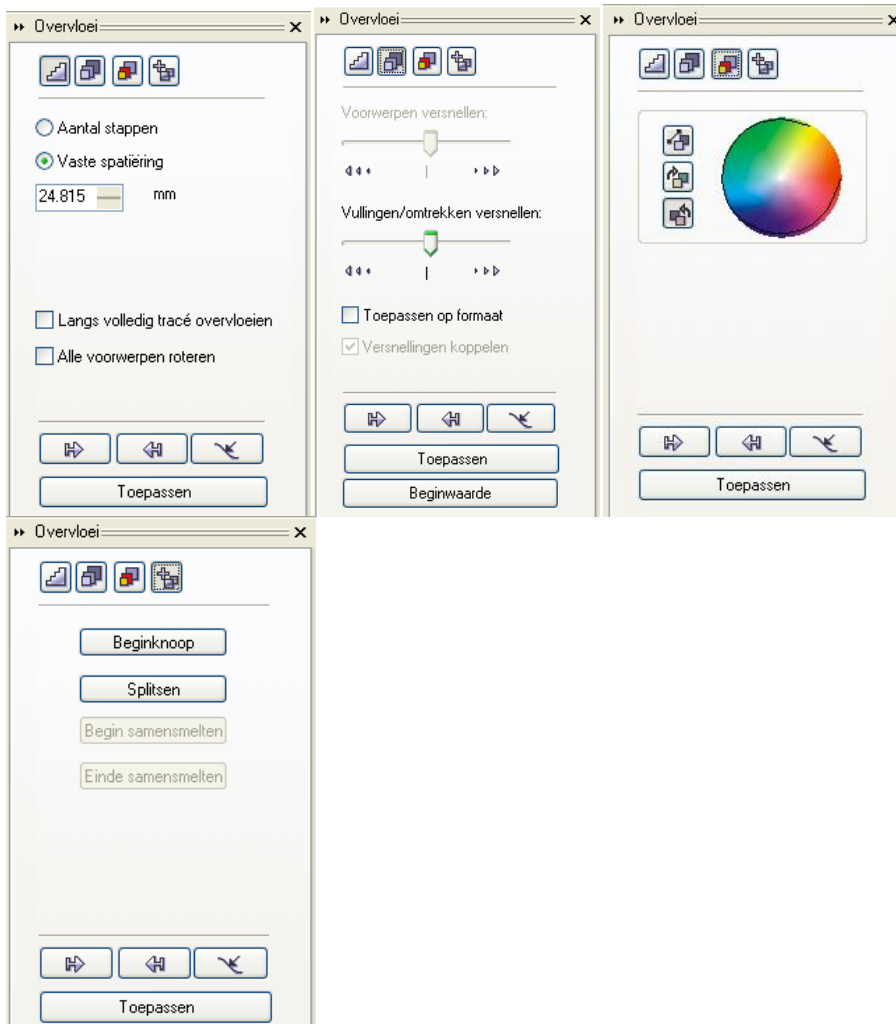 Overvloei
Aantal stappen
Vaste spatiëring
24.815 mm
Langs volledig tracé overvloeien
Alle voorwerpen roteren
Toepassen
Overvloei
Voorwerpen versnellen:
Vullingen/omtrekken versnellen:
Toepassen op formaat
Versnellingen koppelen
Toepassen
Beginwaarde
Overvloei
Toepassen
Overvloei
Beginknoop
Splitsen
Begin samensmelten
Einde samensmelten
Toepassen